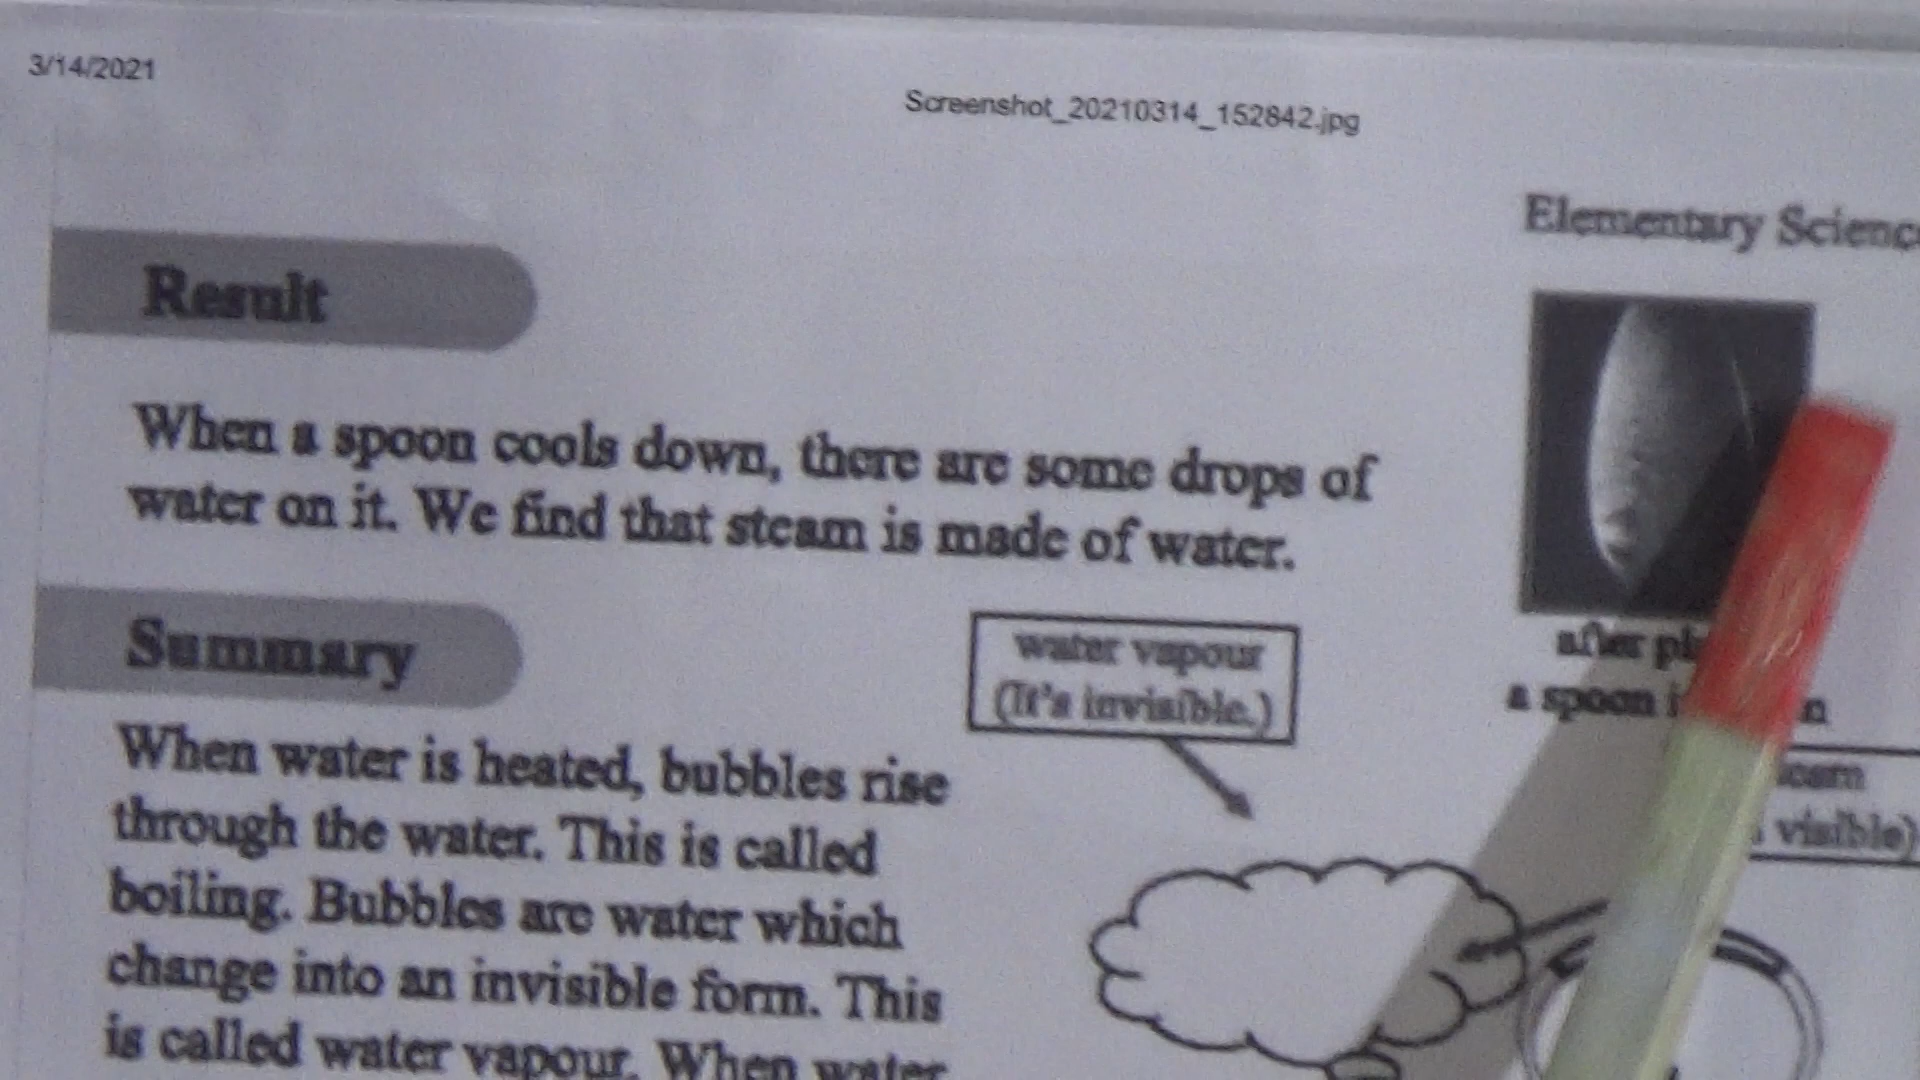 3/14/2021
Screenshot_20210314_152842.jpg
Elementary Science
Result
When a spoon cools down, there are some drops of
water on it. We find that steam is made of water.
after
a spoon
Summary
water vapour
(It's invisible.)
visible)
When water is heated, bubbles rise
through the water. This is called
boiling. Bubbles are water which
change into an invisible form. This
is called water vapour. When water